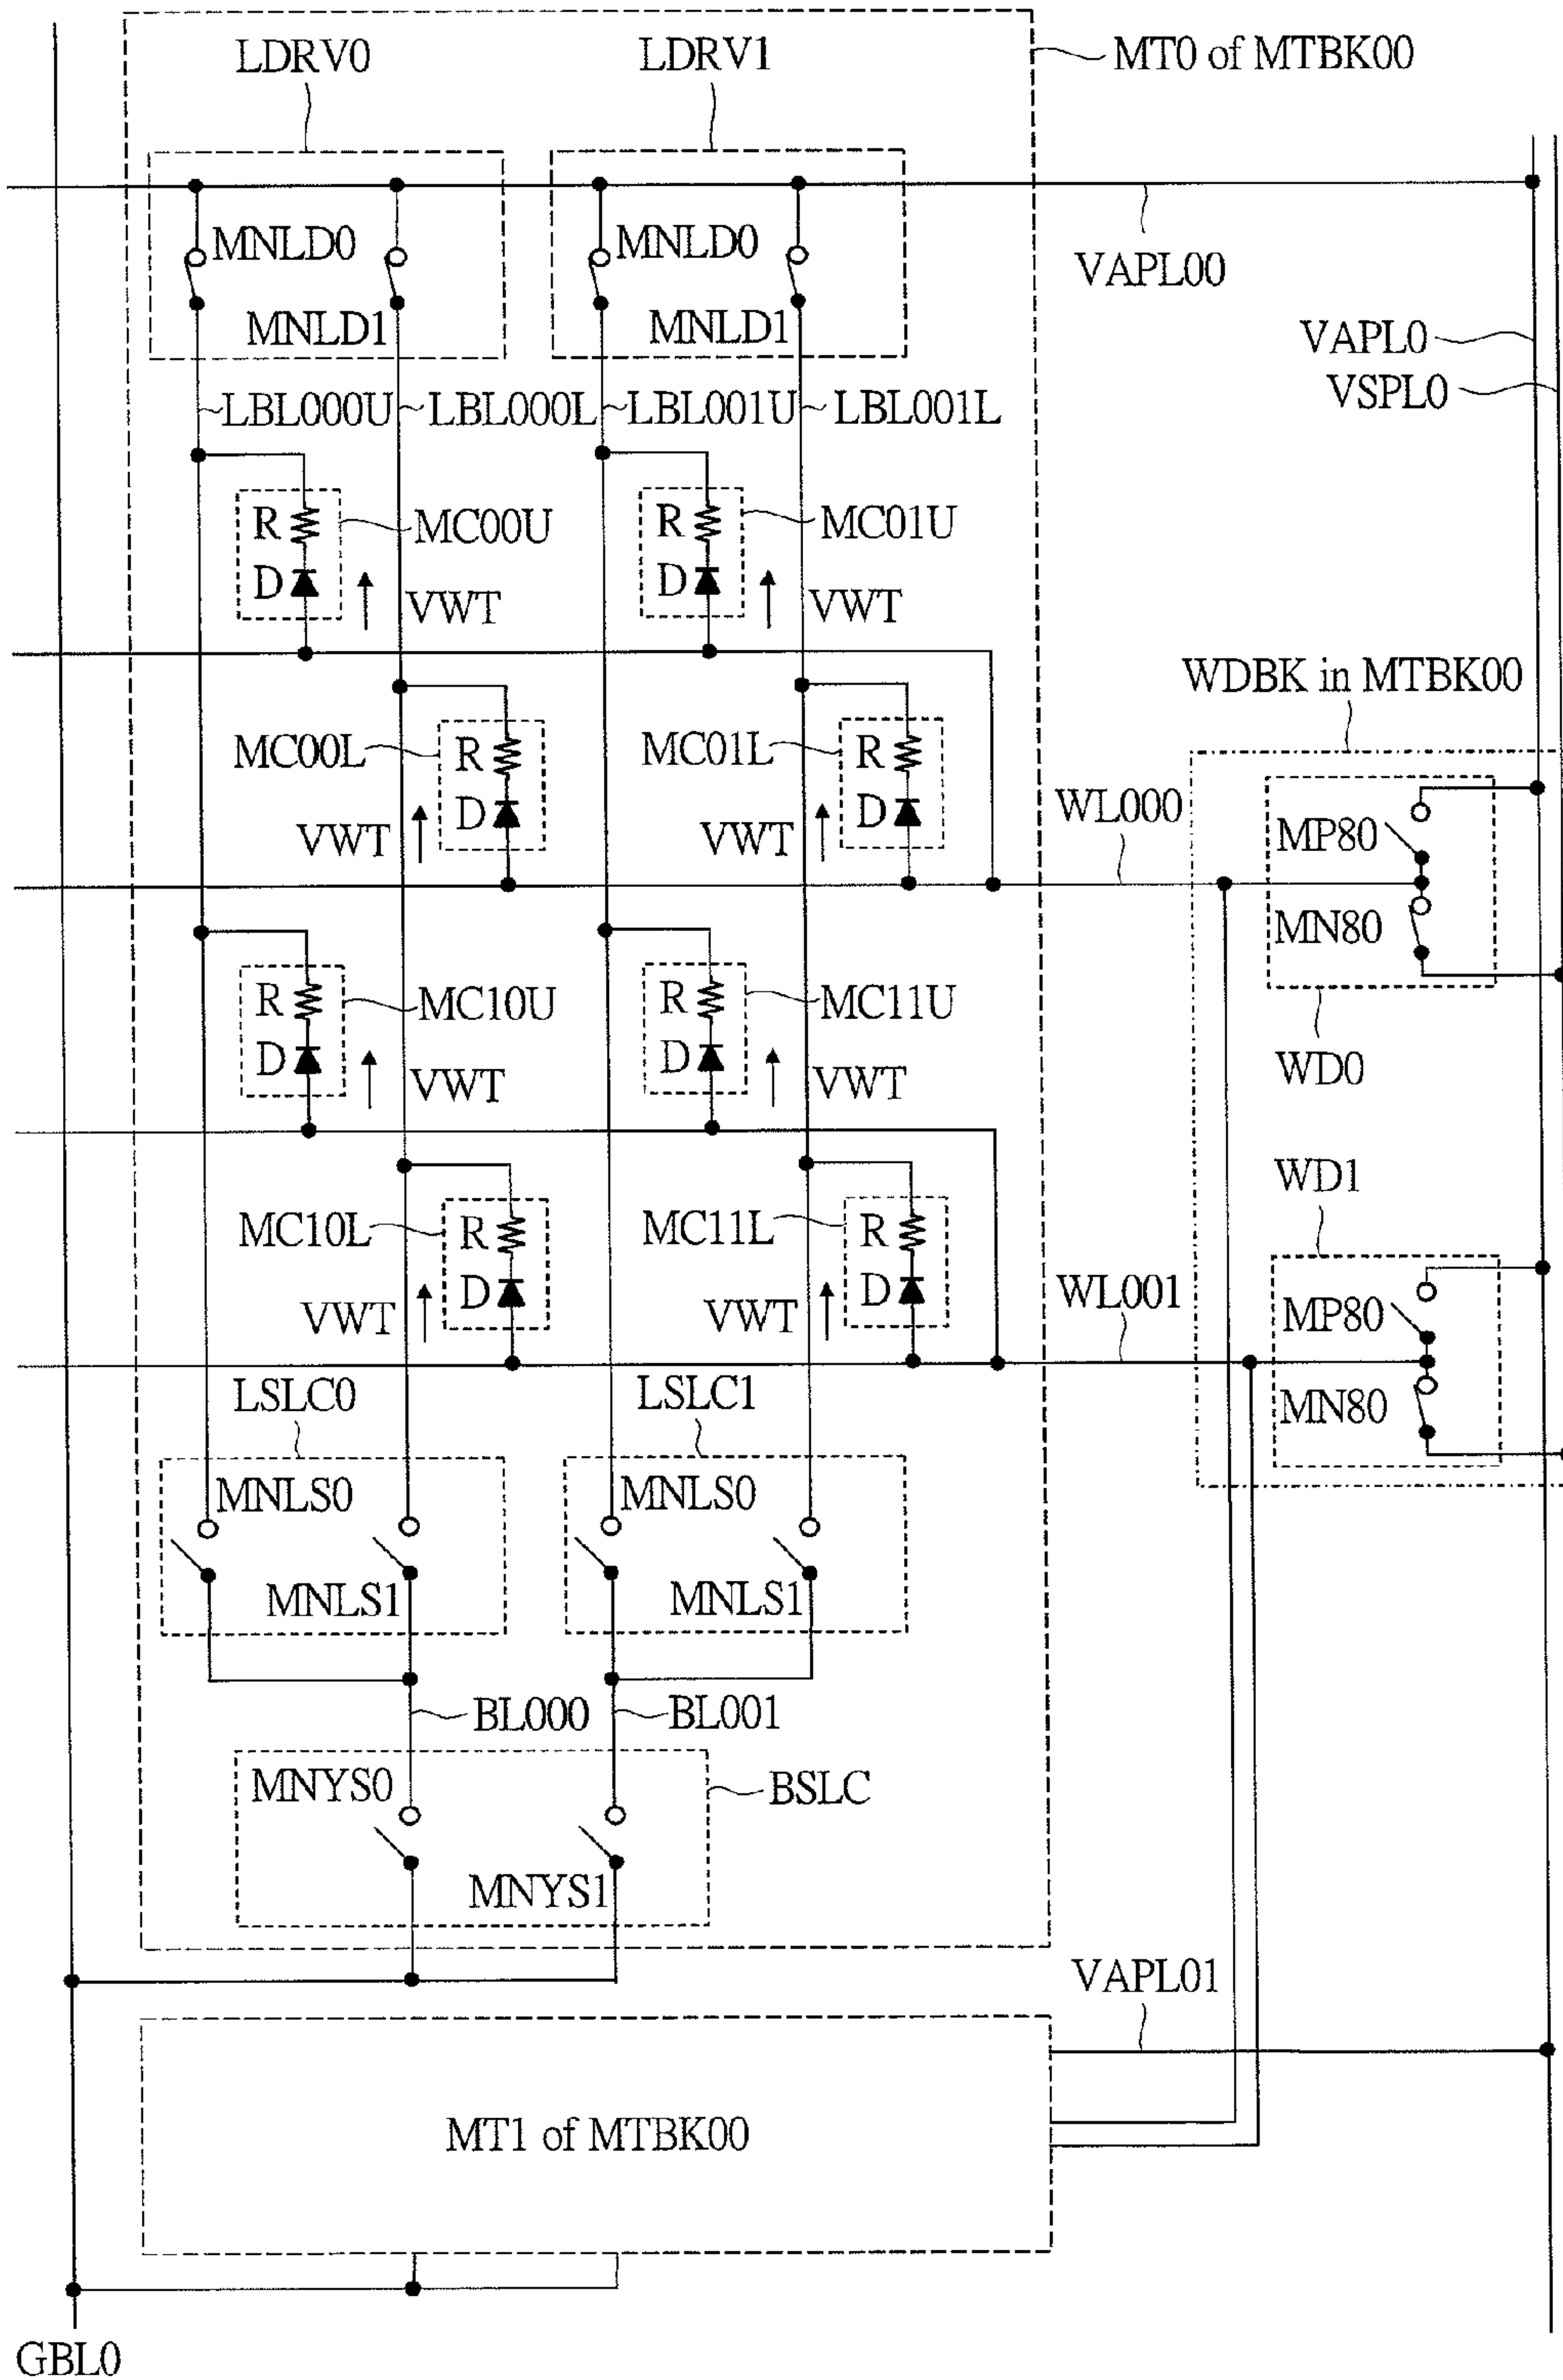 LDRV0
LDRV1
MT0 of MTBK00
MNLD0
MNLD1
MNLD0
MNLD1
VAPL00
VAPL0
VSPL0
LBL000U
LBL000L
LBL001U
LBL001L
R
D
MC00U
VWT
R
D
MC01U
VWT
WDBK in MTBK00
MC00L
R
D
VWT
MC01L
R
D
VWT
WL000
MP80
MN80
WD0
R
D
MC10U
VWT
R
D
MC11U
VWT
WD1
MC10L
R
D
VWT
MC11L
R
D
VWT
WL001
MP80
MN80
LSLC0
LSLC1
MNLS0
MNLS1
MNLS0
MNLS1
BL000
BL001
MNYS0
MNYS1
BSLC
VAPL01
MT1 of MTBK00
GBL0